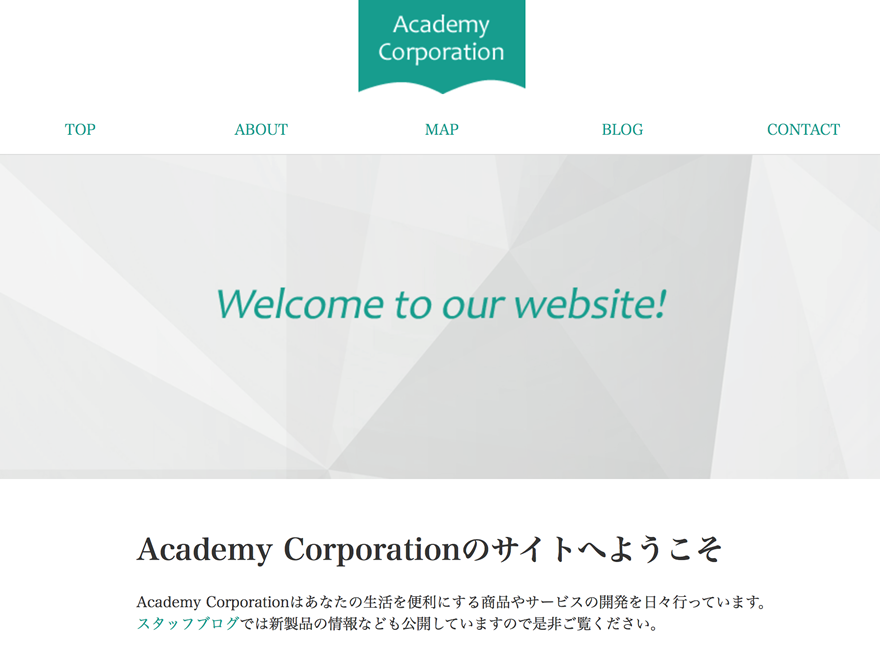 Academy
Corporation
TOP ABOUT MAP BLOG CONTACT
Welcome to our website!
Academy Corporationのサイトへようこそ
Academy Corporationはあなたの生活を便利にする商品やサービスの開発を日々行っています。
スタッフブログでは新製品の情報なども公開していますので是非ご覧ください。